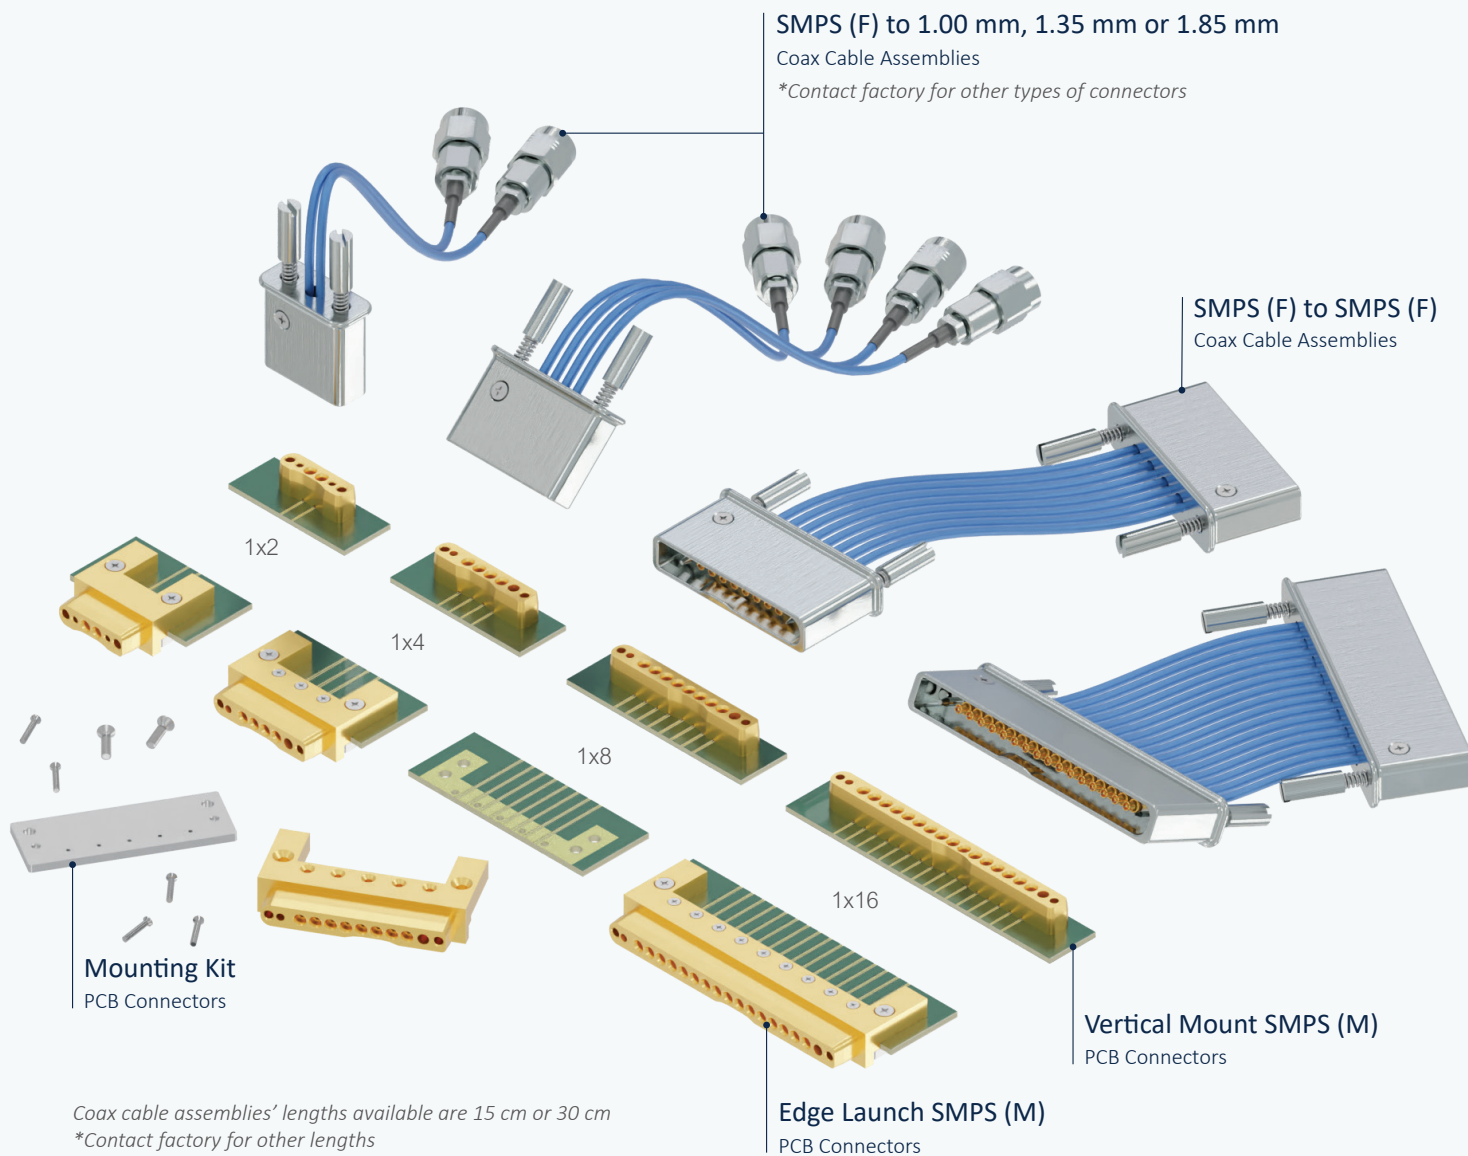 SMPS (F) to 1.00 mm, 1.35 mm or 1.85 mm
Coax Cable Assemblies
*Contact factory for other types of connectors
SMPS (F) to SMPS (F)
Coax Cable Assemblies
1x2
1x4
1x8
1x16
Mounting Kit
PCB Connectors
Vertical Mount SMPS (M)
PCB Connectors
Edge Launch SMPS (M)
PCB Connectors
Coax cable assemblies’ lengths available are 15 cm or 30 cm
*Contact factory for other lengths